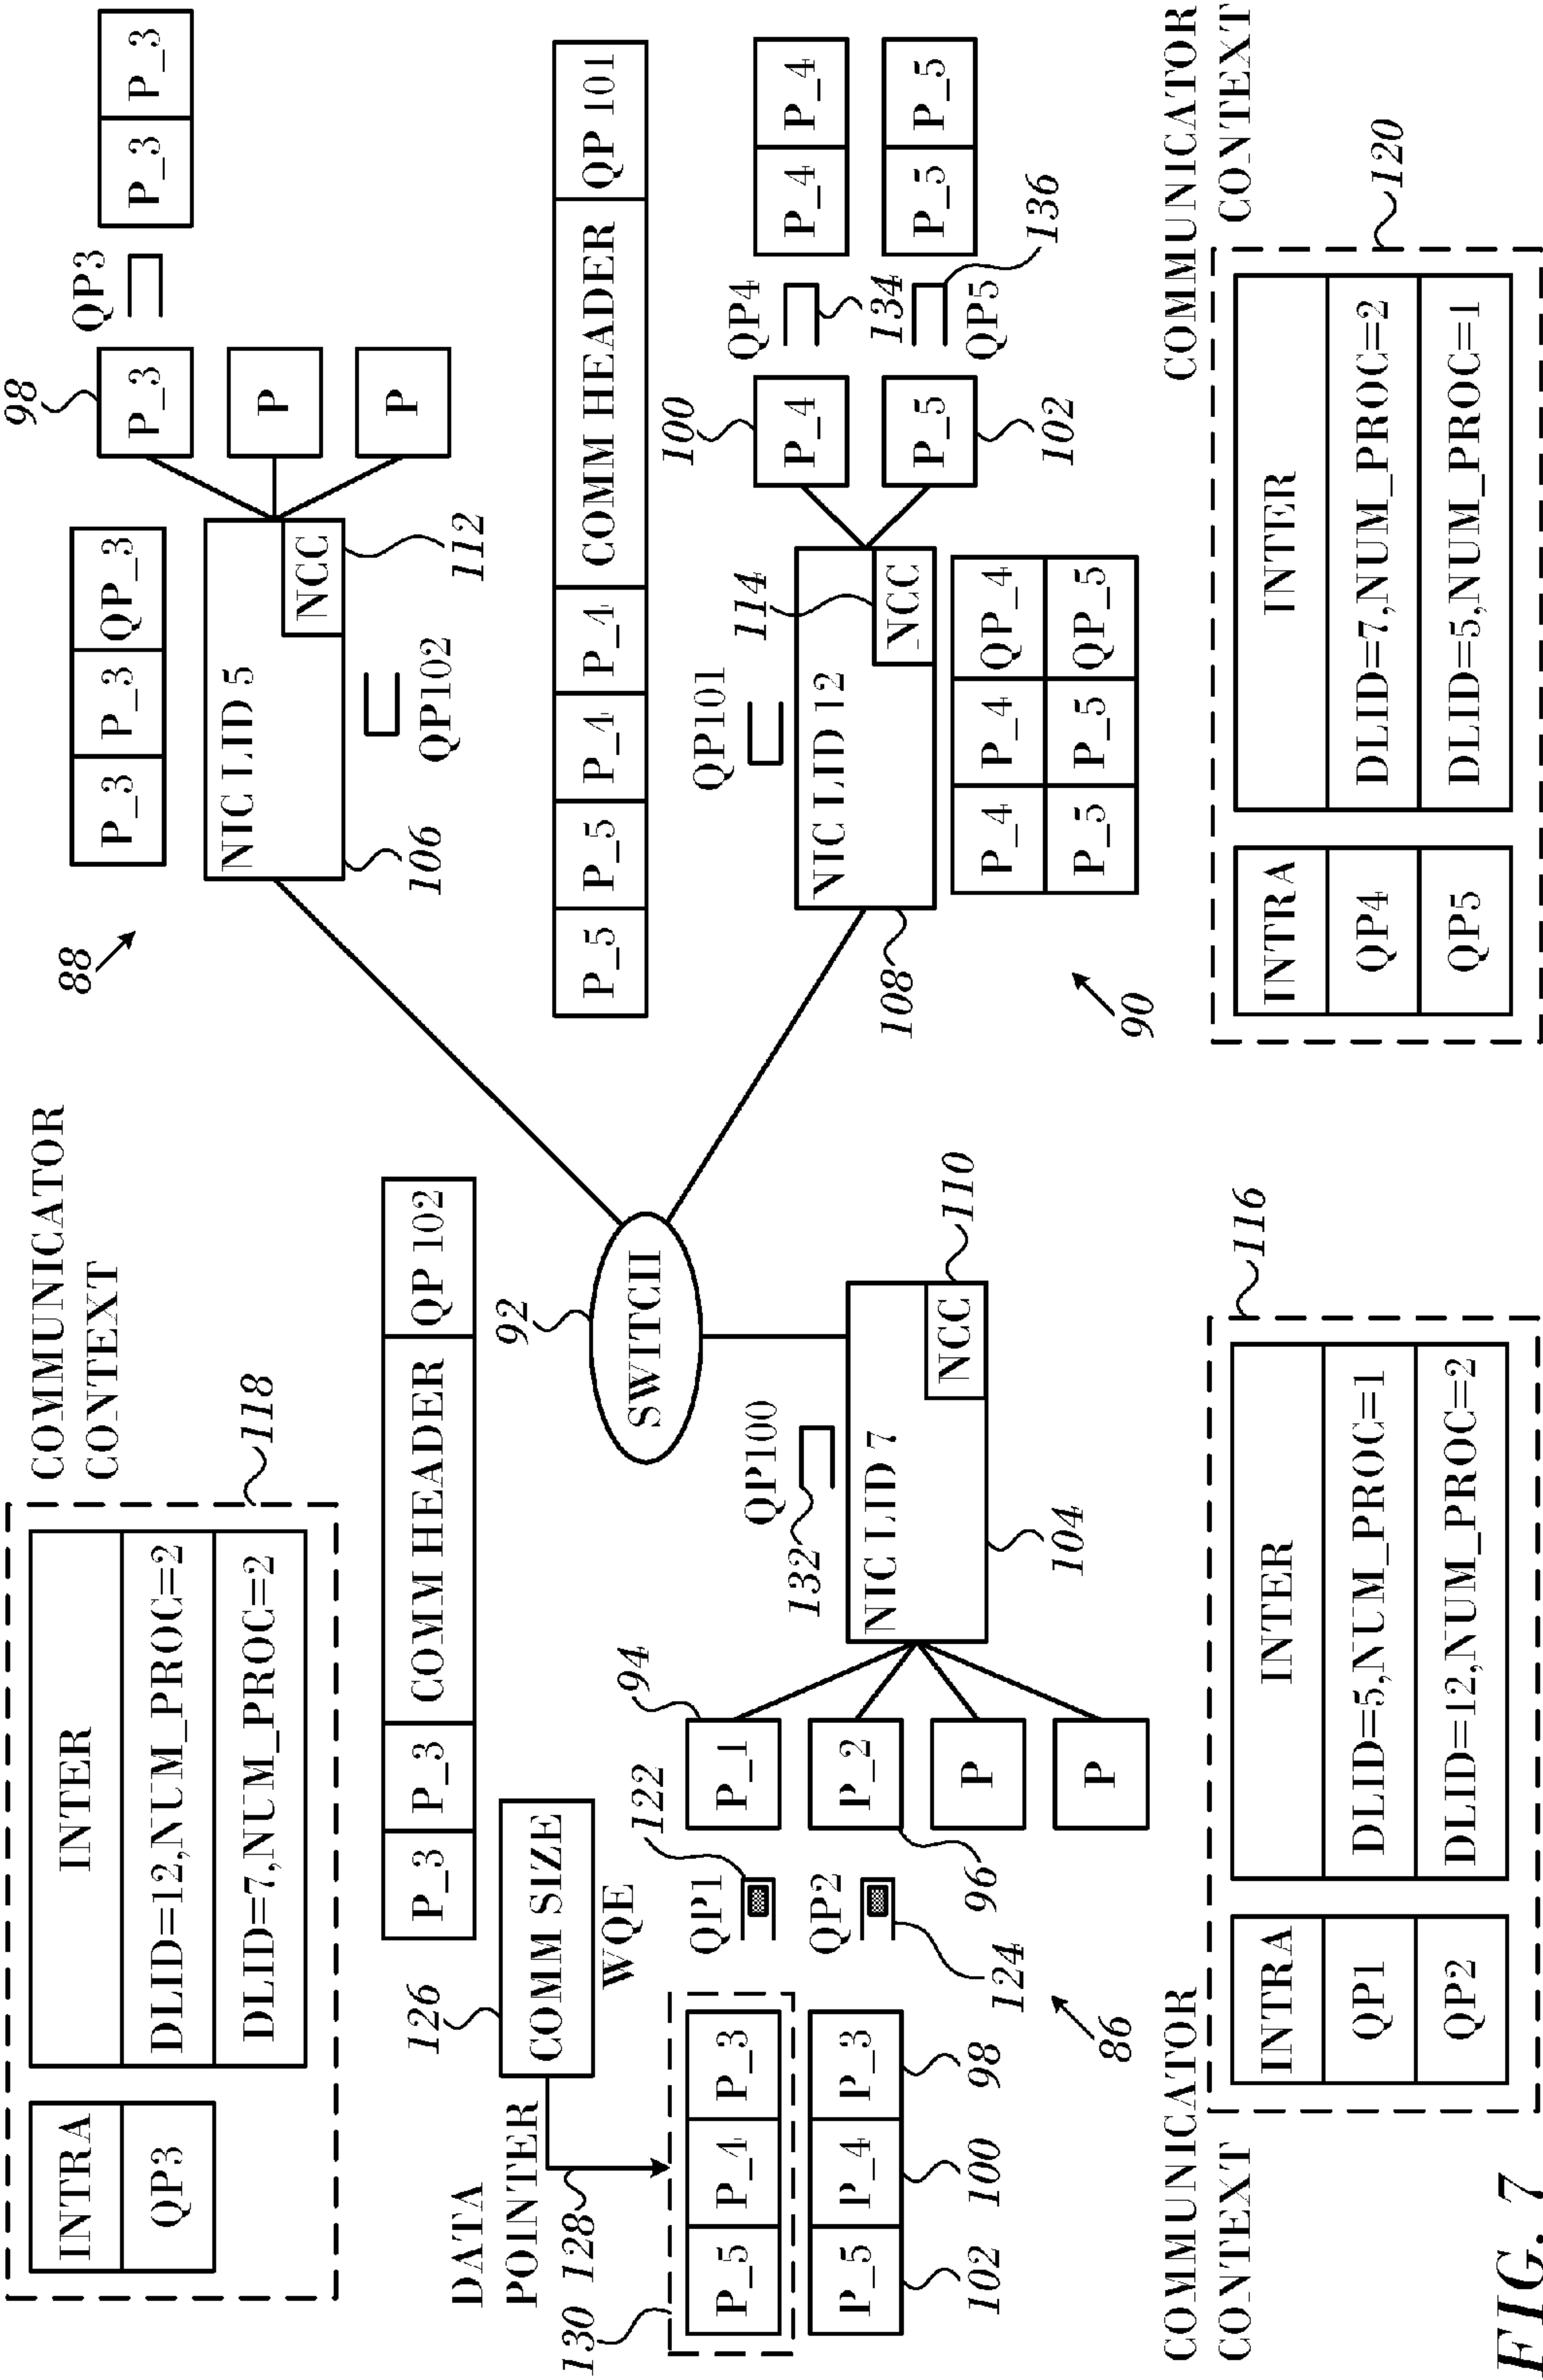 COMMUNICATOR
CONTEXT
118
INTRA
QP3
INTER
DLID=12,NUM_PROC=2
DLID=7,NUM_PROC=2
88
P_3 P_3 QP_3
NIC LID 5
NCC
106
112
QP102
98
P_3
P
P
QP3
P_3 P_3
P_3 P_3 COMM HEADER QP 102
126
COMM SIZE
WQE
DATA
POINTER
128
130
P_5 P_4 P_3
P_5 P_4 P_3
102 100 98
QP1
122
QP2
124
86
94
P_1
P_2
P
P
96
92
SWITCH
QP100
132
NIC LID 7
NCC
104
110
P_5 P_5 P_4 P_4 COMM HEADER QP 101
QP101
114
NIC LID 12
NCC
108
90
P_4 P_4 QP_4
P_5 P_5 QP_5
100
P_4
P_5
102
QP4
134
QP5
136
P_4 P_4
P_5 P_5
COMMUNICATOR
CONTEXT
116
INTRA
QP1
QP2
INTER
DLID=5,NUM_PROC=1
DLID=12,NUM_PROC=2
COMMUNICATOR
CONTEXT
120
INTRA
QP4
QP5
INTER
DLID=7,NUM_PROC=2
DLID=5,NUM_PROC=1
FIG. 7